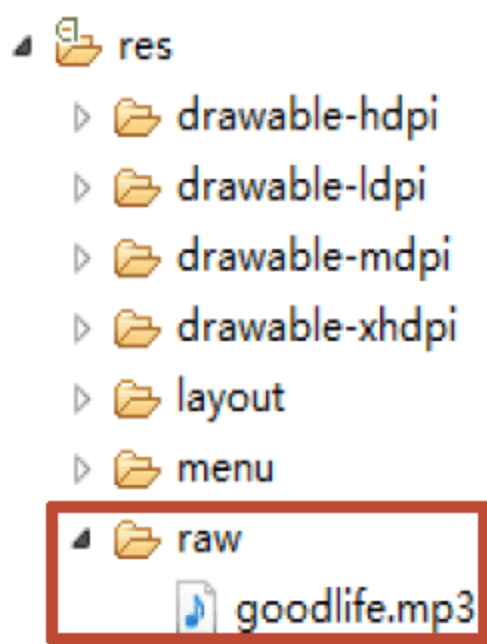 res
drawable-hdpi
drawable-ldpi
drawable-mdpi
drawable-xhdpi
layout
menu
raw
goodlife.mp3